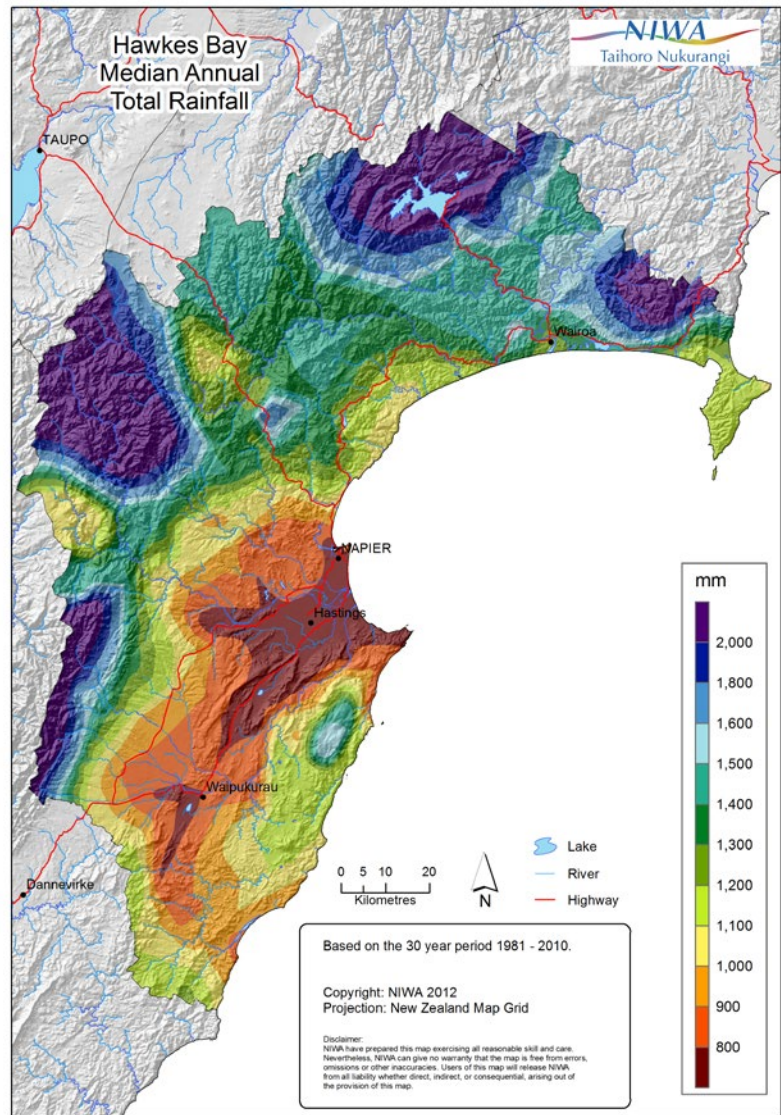 Hawkes Bay
Median Annual
Total Rainfall
NIWA
Taihoro Nukurangi
TAUPO
Wairoa
NAPIER
Hastings
Waipukurau
Dannevirke
mm
2,000
1,800
1,600
1,500
1,400
1,300
1,200
1,100
1,000
900
800
Lake
River
Highway
0 5 10 20
Kilometres
N
Based on the 30 year period 1981 - 2010.
Copyright: NIWA 2012
Projection: New Zealand Map Grid
Disclaimer:
NIWA have prepared this map exercising all reasonable skill and care.
Nevertheless, NIWA can give no warranty that the map is free from errors,
omissions or other inaccuracies. Users of this map will release NIWA
from all liability whether direct, indirect, or consequential, arising out of
the provision of this map.